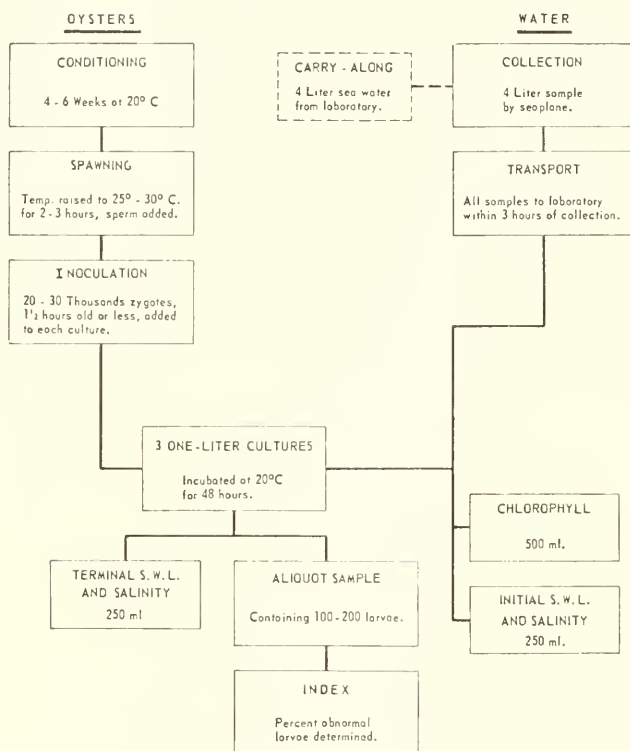 OYSTERS
CONDITIONING
4 - 6 Weeks at 20° C
SPAWNING
Temp. raised to 25° - 30° C.
for 2 - 3 hours, sperm added.
INOCULATION
20 - 30 Thousands zygotes,
1½ hours old or less, added
to each culture.
WATER
CARRY - ALONG
4 Liter sea water
from laboratory.
COLLECTION
4 Liter sample
by seaplane.
TRANSPORT
All samples to laboratory
within 3 hours of collection.
3 ONE-LITER CULTURES
Incubated at 20°C
for 48 hours.
CHLOROPHYLL
500 ml.
INITIAL S.W.L.
AND SALINITY
250 ml.
TERMINAL S.W.L.
AND SALINITY
250 ml
ALIQUOT SAMPLE
Containing 100-200 larvae.
INDEX
Percent abnormal
larvae determined.